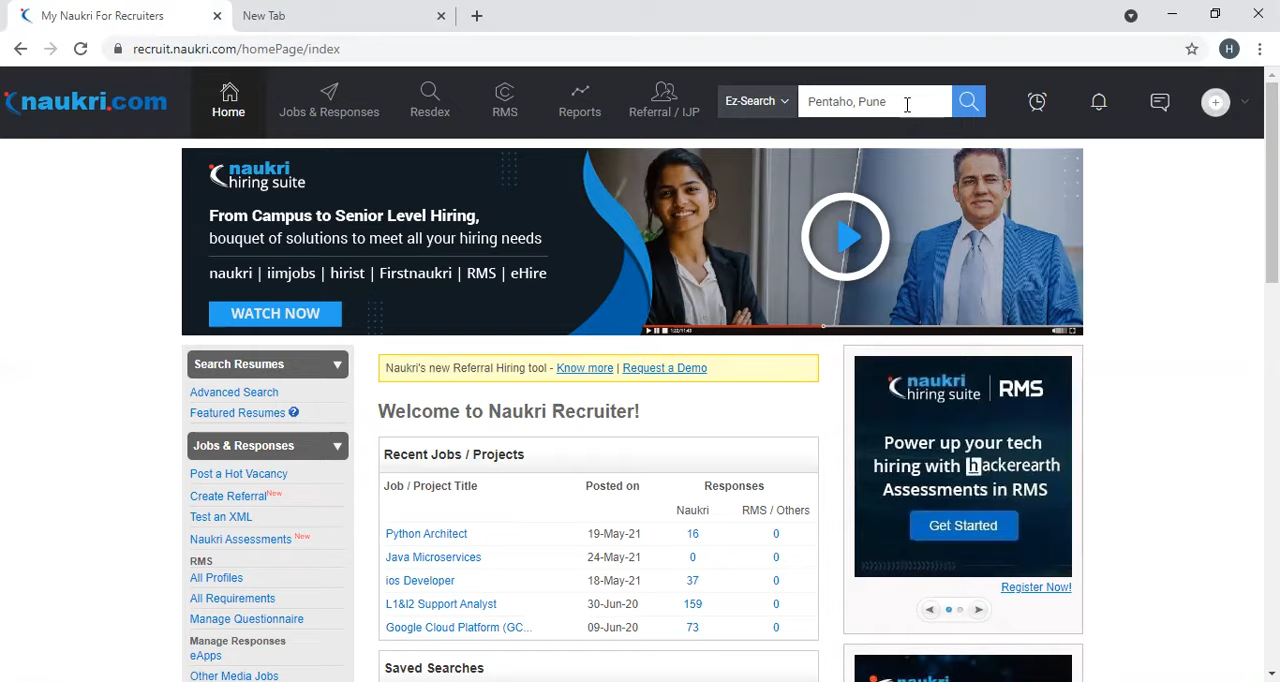 My Naukri For Recruiters
New Tab
recruit.naukri.com/homePage/index
H
naukri.com
Home
Jobs & Responses
Resdex
RMS
Reports
Referral / IJP
Ez-Search
Pentaho, Pune
naukri
hiring suite
From Campus to Senior Level Hiring,
bouquet of solutions to meet all your hiring needs
naukri | iimjobs | hirist | Firstnaukri | RMS | eHire
WATCH NOW
Search Resumes
Advanced Search
Featured Resumes ?
Jobs & Responses
Post a Hot Vacancy
Create Referral New
Test an XML
Naukri Assessments New
RMS
All Profiles
All Requirements
Manage Questionnaire
Manage Responses
eApps
Other Media Jobs
Naukri's new Referral Hiring tool - Know more | Request a Demo
Welcome to Naukri Recruiter!
Recent Jobs / Projects
Job / Project Title Posted on Responses
Naukri RMS / Others
Python Architect 19-May-21 16 0
Java Microservices 24-May-21 0 0
ios Developer 18-May-21 37 0
L1&l2 Support Analyst 30-Jun-20 159 0
Google Cloud Platform (GC... 09-Jun-20 73 0
Saved Searches
naukri
hiring suite | RMS
Power up your tech
hiring with hackerearth
Assessments in RMS
Get Started
Register Now!
naukri